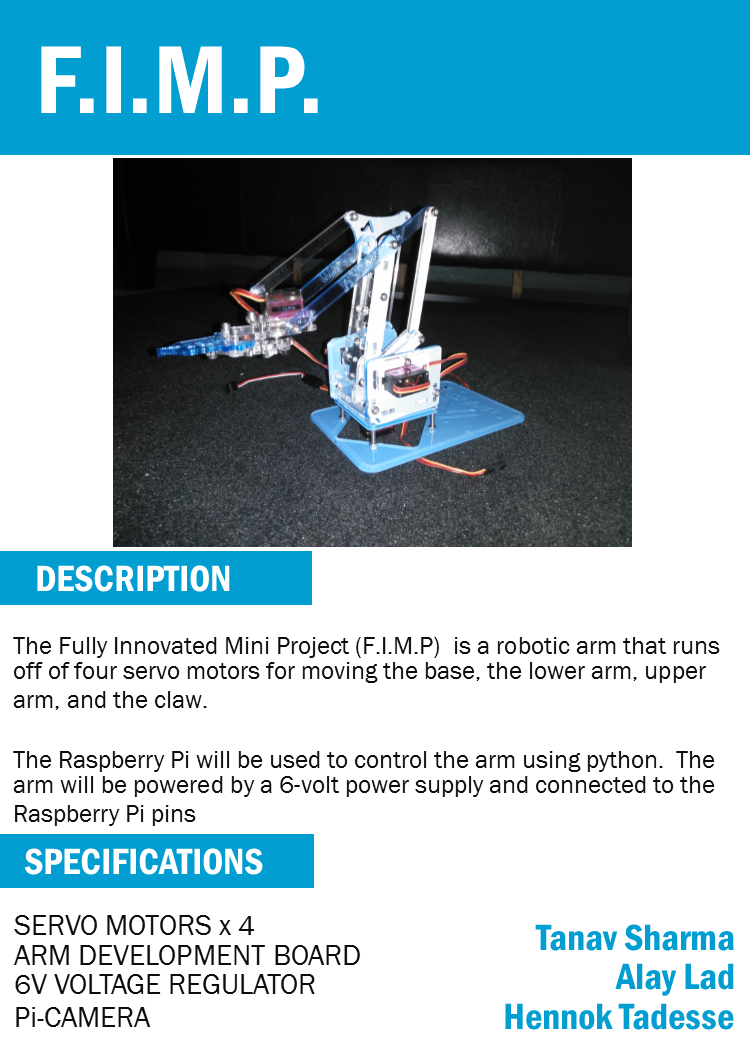 F.I.M.P.
DESCRIPTION
The Fully Innovated Mini Project (F.I.M.P)  is a robotic arm that runs
off of four servo motors for moving the base, the lower arm, upper
arm, and the claw.
The Raspberry Pi will be used to control the arm using python.  The
arm will be powered by a 6-volt power supply and connected to the
Raspberry Pi pins
SPECIFICATIONS
SERVO MOTORS x 4
ARM DEVELOPMENT BOARD
6V VOLTAGE REGULATOR
Pi-CAMERA
Tanav Sharma
Alay Lad
Hennok Tadesse